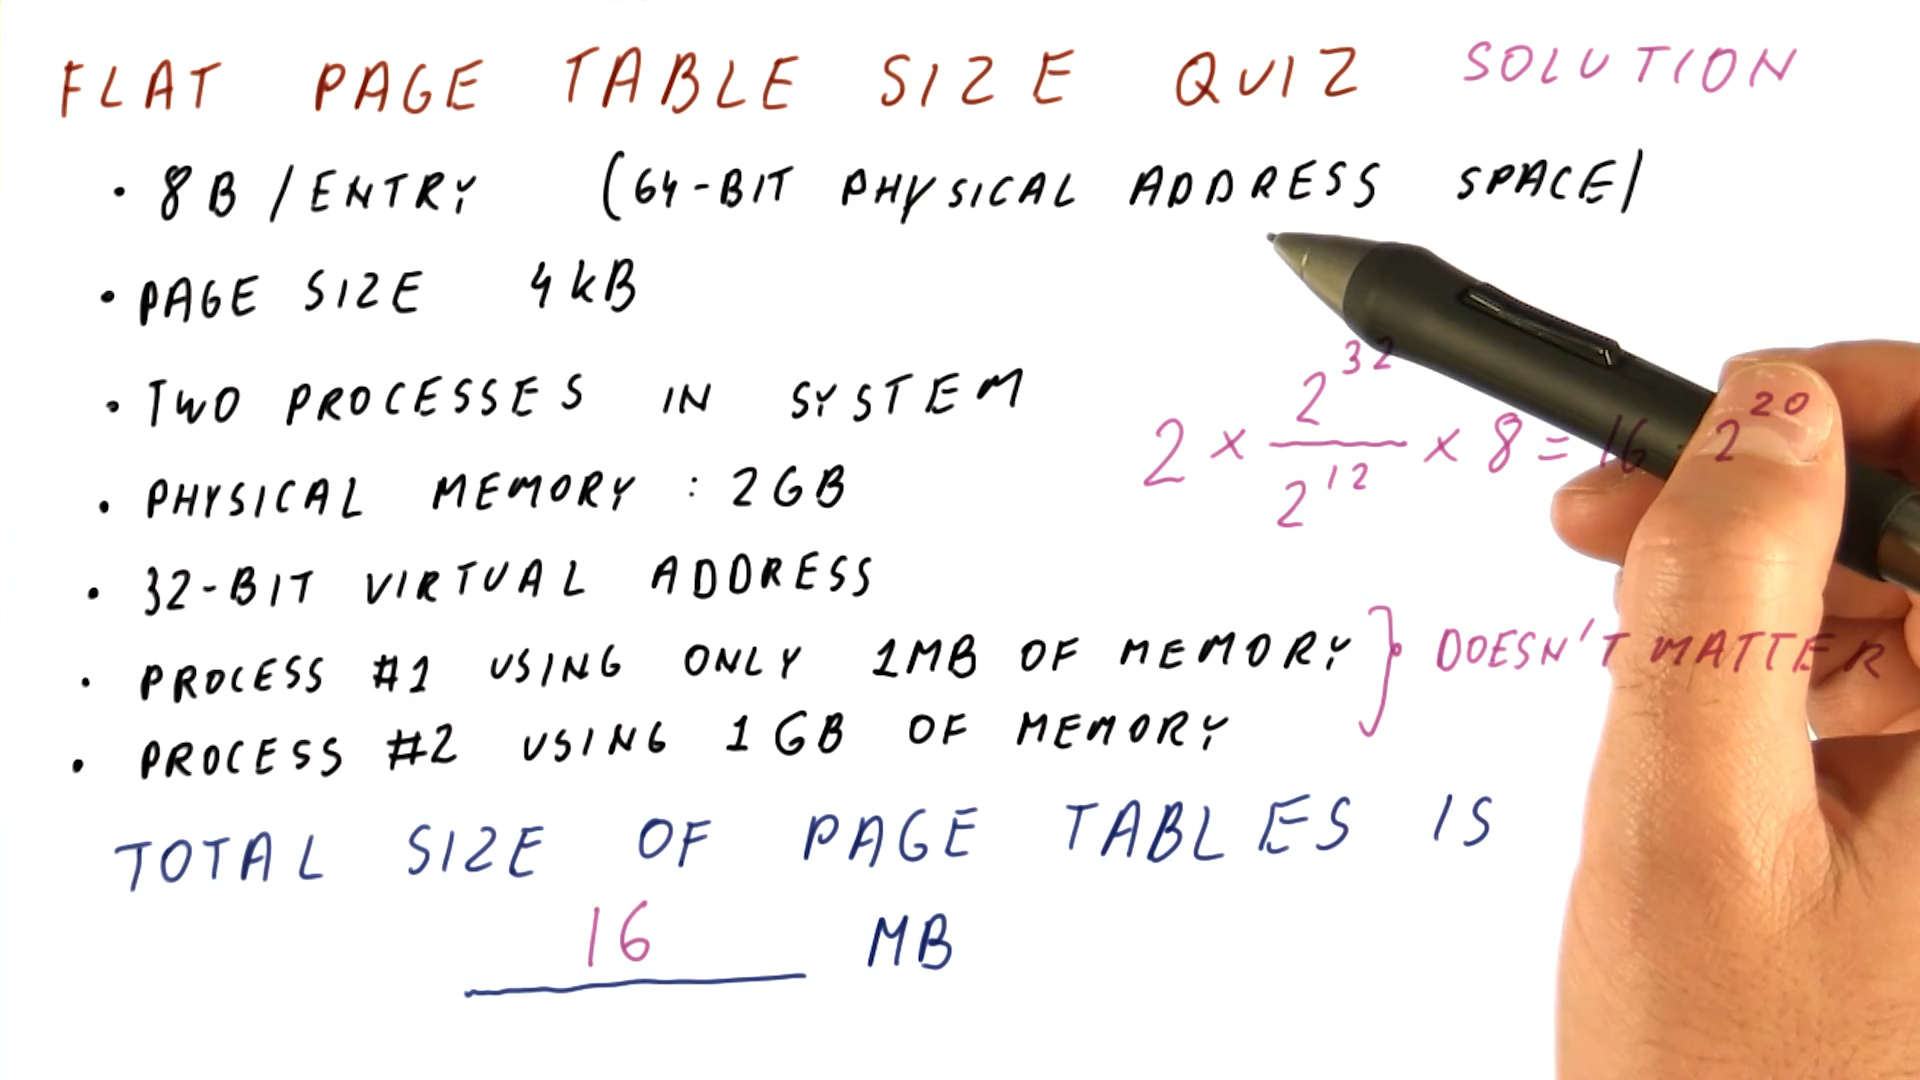 FLAT PAGE TABLE SIZE QUIZ SOLUTION
• 8B/ENTRY (64-BIT PHYSICAL ADDRESS SPACE)
• PAGE SIZE 4kB
• TWO PROCESSES IN SYSTEM
• PHYSICAL MEMORY : 2GB
2 × 2^32 / 2^12 × 8 = 16 · 2^20
• 32-BIT VIRTUAL ADDRESS
• PROCESS #1 USING ONLY 1MB OF MEMORY } DOESN'T MATTER
• PROCESS #2 USING 1GB OF MEMORY
TOTAL SIZE OF PAGE TABLES IS
16 MB